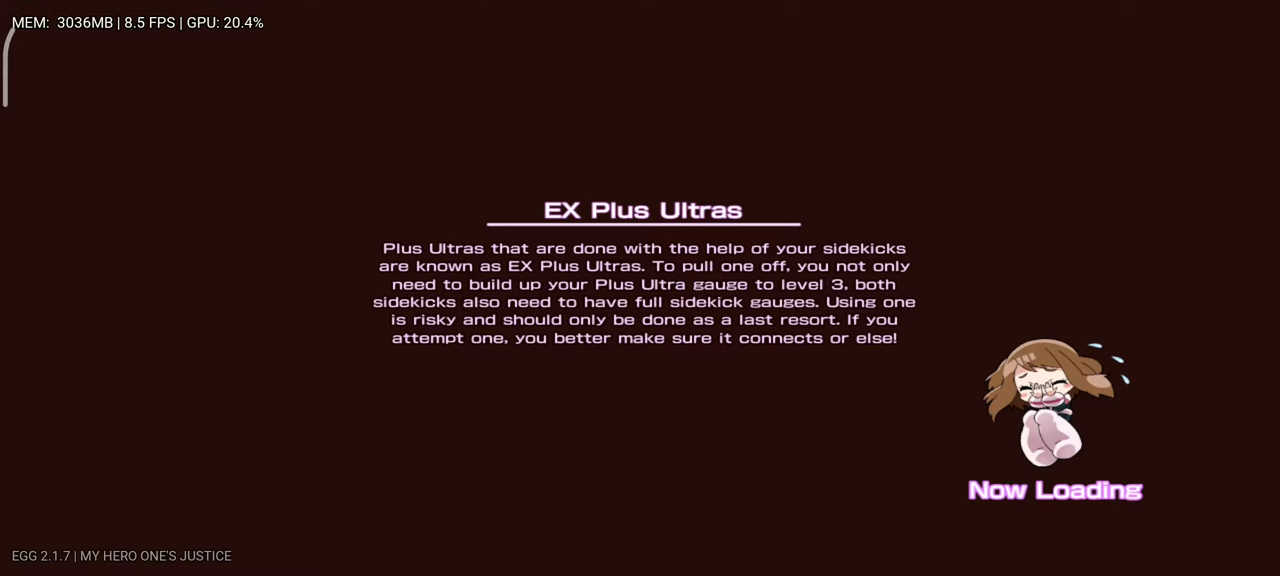 MEM: 3036MB | 8.5 FPS | GPU: 20.4%
EX Plus Ultras
Plus Ultras that are done with the help of your sidekicks
are known as EX Plus Ultras. To pull one off, you not only
need to build up your Plus Ultra gauge to level 3, both
sidekicks also need to have full sidekick gauges. Using one
is risky and should only be done as a last resort. If you
attempt one, you better make sure it connects or else!
Now Loading
EGG 2.1.7 | MY HERO ONE'S JUSTICE